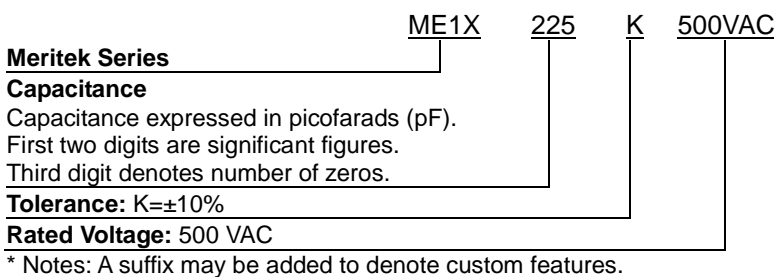 ME1X 225 K 500VAC
Meritek Series
Capacitance
Capacitance expressed in picofarads (pF).
First two digits are significant figures.
Third digit denotes number of zeros.
Tolerance: K=±10%
Rated Voltage: 500 VAC
* Notes: A suffix may be added to denote custom features.